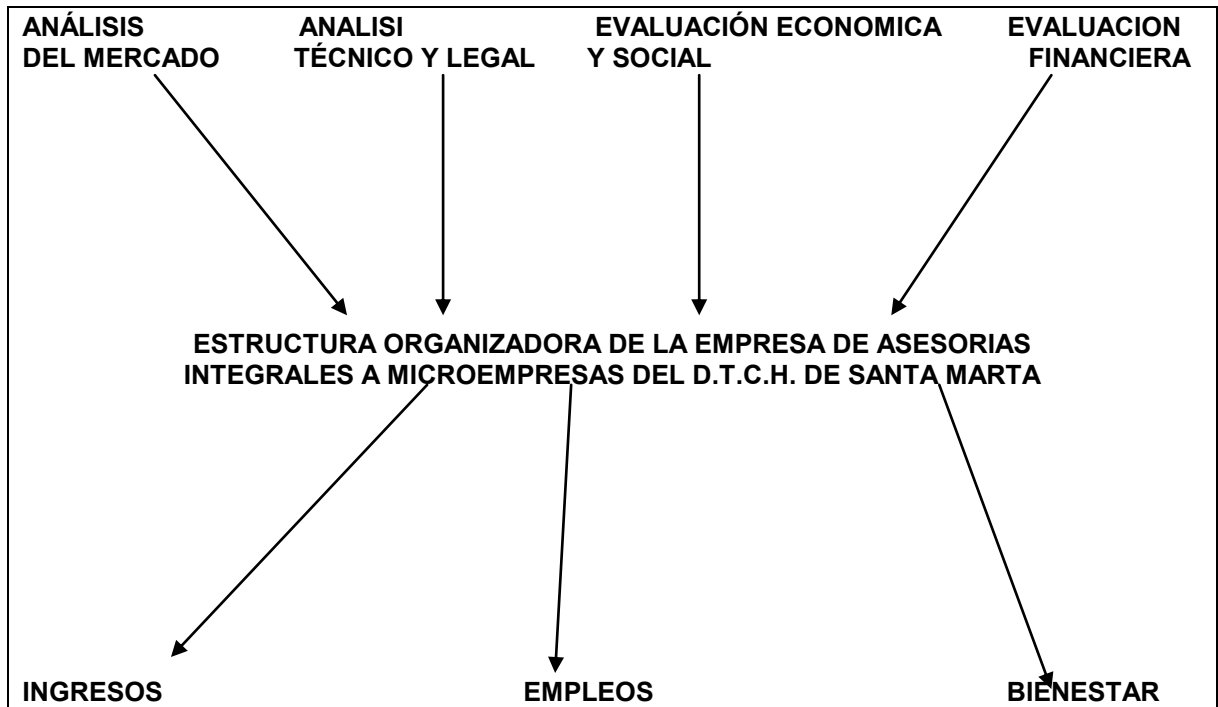 ANÁLISIS ANALISI EVALUACIÓN ECONOMICA EVALUACION
DEL MERCADO TÉCNICO Y LEGAL Y SOCIAL FINANCIERA
ESTRUCTURA ORGANIZADORA DE LA EMPRESA DE ASESORIAS
INTEGRALES A MICROEMPRESAS DEL D.T.C.H. DE SANTA MARTA
INGRESOS EMPLEOS BIENESTAR